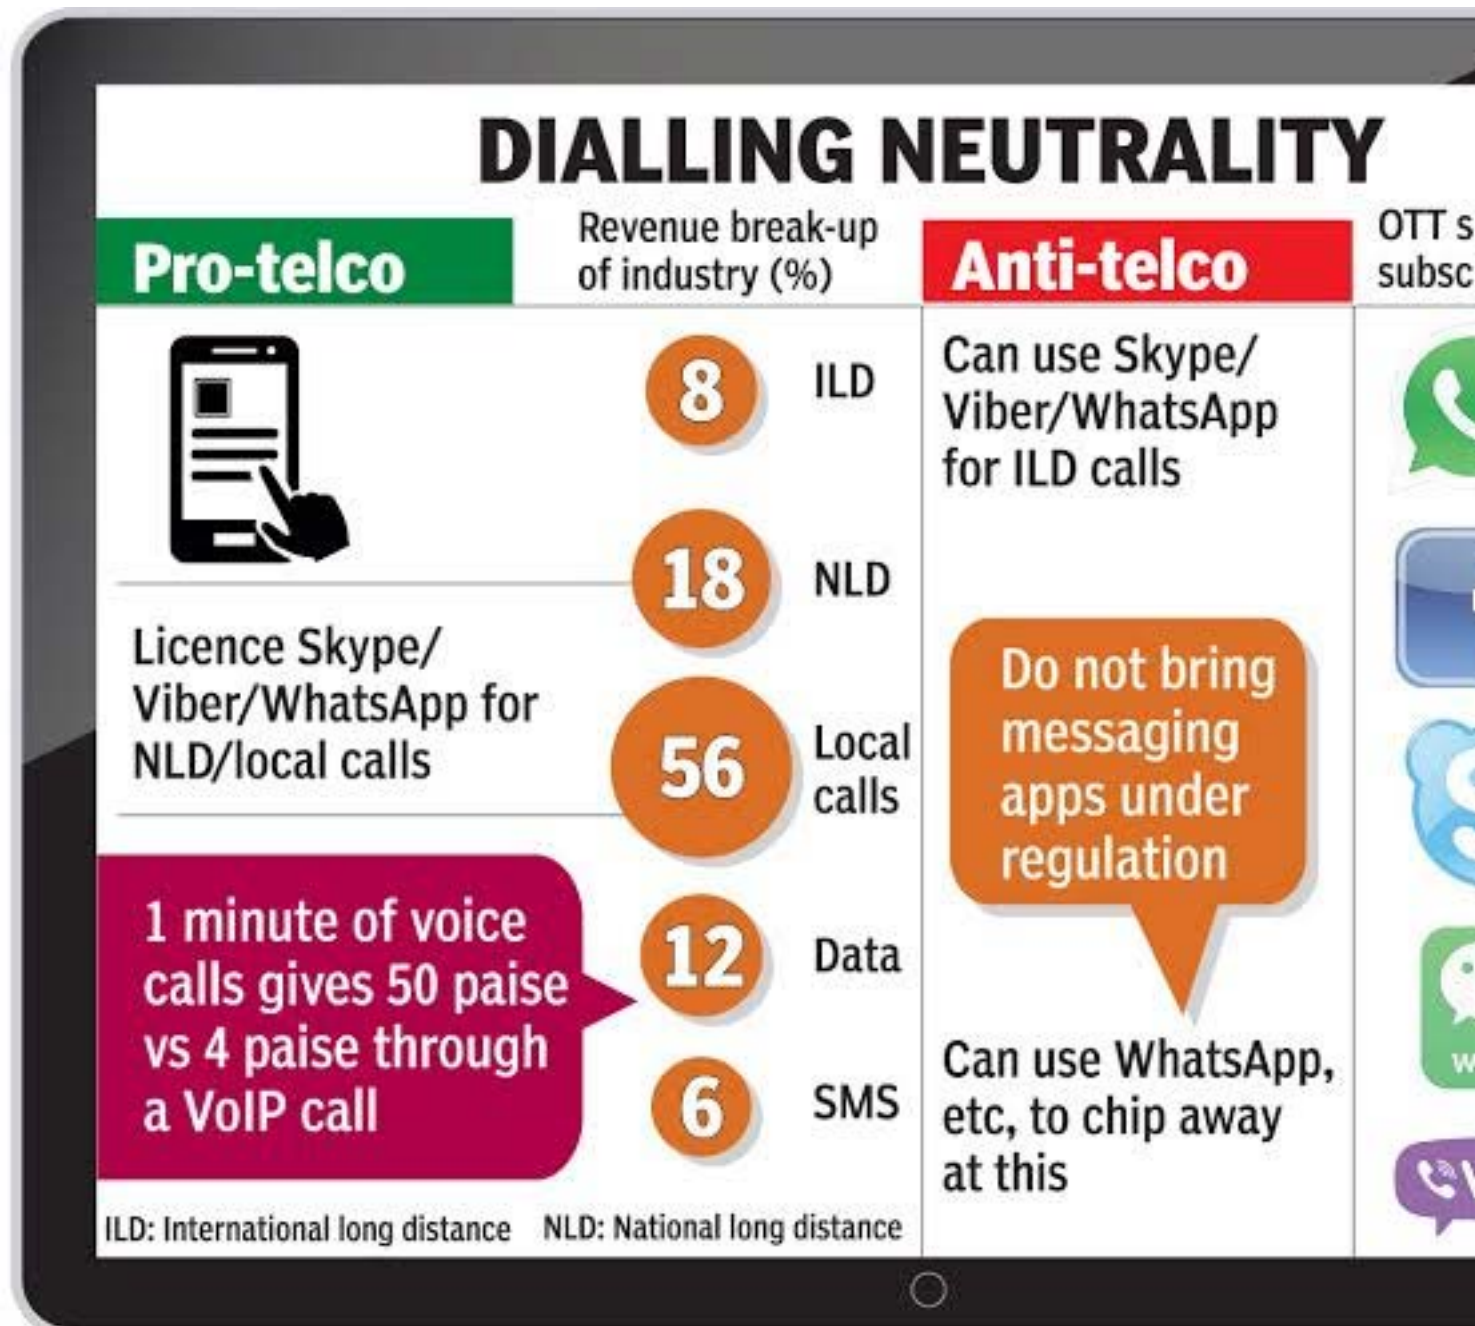 DIALLING NEUTRALITY
Pro-telco
Revenue break-up
of industry (%)
Anti-telco
OTT
8 ILD
18 NLD
56 Local
calls
12 Data
6 SMS
Licence Skype/
Viber/WhatsApp for
NLD/local calls
1 minute of voice
calls gives 50 paise
vs 4 paise through
a VoIP call
Can use Skype/
Viber/WhatsApp
for ILD calls
Do not bring
messaging
apps under
regulation
Can use WhatsApp,
etc, to chip away
at this
ILD: International long distance NLD: National long distance